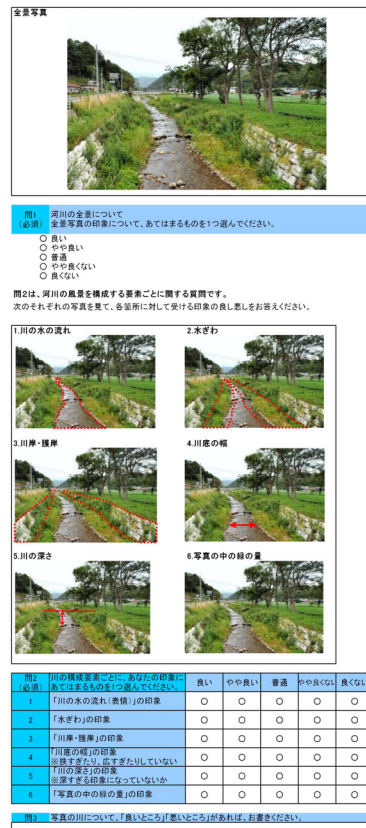 全景写真
問1
(必須)
河川の全景について
全景写真の印象について、あてはまるものを1つ選んでください。
○ 良い
○ やや良い
○ 普通
○ やや良くない
○ 良くない
問2は、河川の風景を構成する要素ごとに関する質問です。
次のそれぞれの写真を見て、各箇所に対して受ける印象の良し悪しをお答えください。
1.川の水の流れ
2.水ぎわ
3.川岸・護岸
4.川底の幅
5.川の深さ
6.写真の中の緑の量
問2
(必須)
川の構成要素ごとに、あなたの印象に
あてはまるものを1つ選んでください。
良い やや良い 普通 やや良くない 良くない
1 「川の水の流れ(表情)」の印象 ○ ○ ○ ○ ○
2 「水ぎわ」の印象 ○ ○ ○ ○ ○
3 「川岸・護岸」の印象 ○ ○ ○ ○ ○
4 「川底の幅」の印象
※狭すぎたり、広すぎたりしていない ○ ○ ○ ○ ○
5 「川の深さ」の印象
※深すぎる印象になっていないか ○ ○ ○ ○ ○
6 「写真の中の緑の量」の印象 ○ ○ ○ ○ ○
問3 写真の川について、「良いところ」「悪いところ」があれば、お書きください。